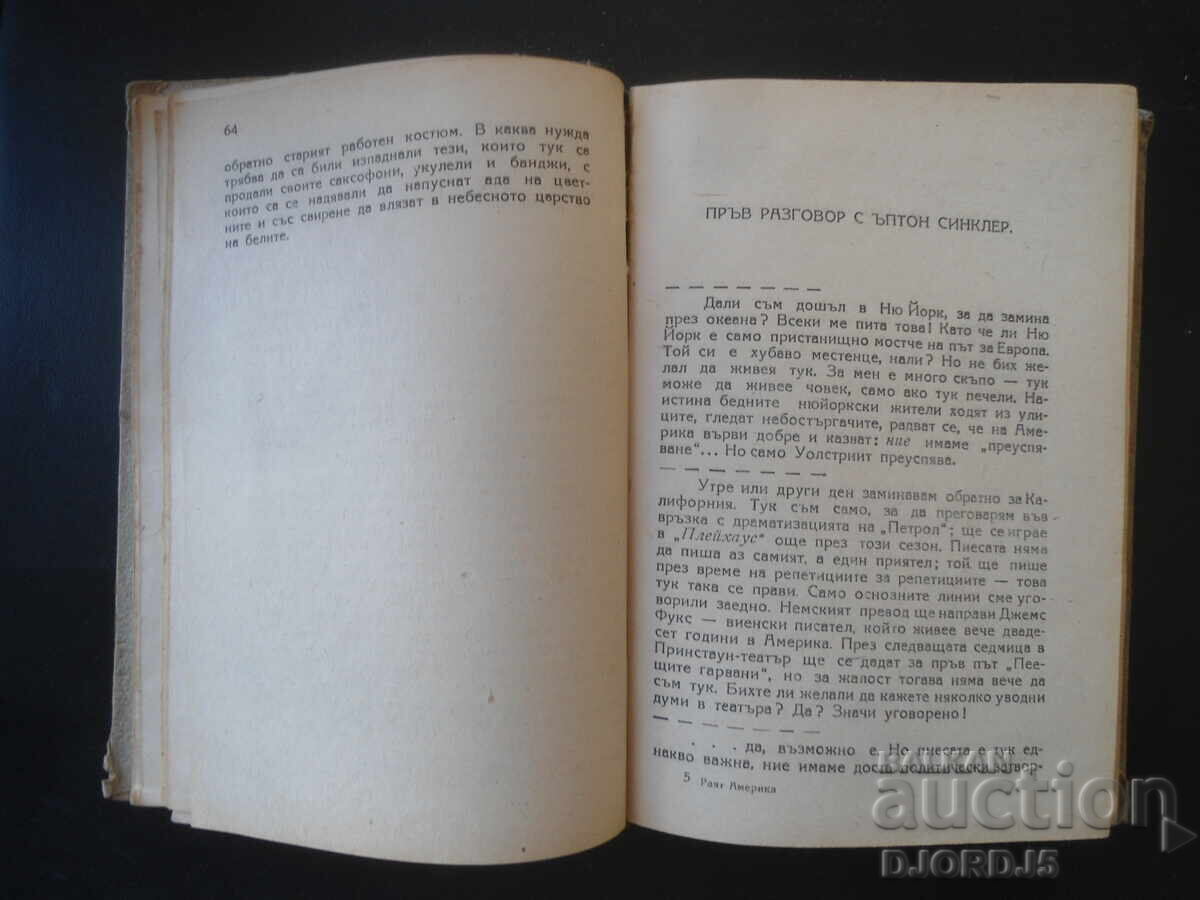 64
обратно старият работен костюм. В каква нужда
трябва да са били изпаднали тези, които тук са
продали своите саксофони, укулели и банджи, с
които са се надявали да напуснат ада на цвет-
ните и със свирене да влязат в небесното царство
на белите.
ПРЪВ РАЗГОВОР С ЪПТОН СИНКЛЕР.
Дали съм дошъл в Ню Йорк, за да замина
през океана? Всеки ме пита това! Като че ли Ню
Йорк е само пристанищно мостче на път за Европа.
Той си е хубаво местенце, нали? Но не бих же-
лал да живея тук. За мен е много скъпо — тук
може да живее човек, само ако тук печели. На-
истина бедните нюйоркски жители ходят из ули-
ците, гледат небостъргачите, радват се, че на Аме-
рика върви добре и казнат: ние имаме „преуспя-
ване“... Но само Уолстриит преуспява.
Утре или други ден заминавам обратно за Ка-
лифорния. Тук съм само, за да преговарям във
връзка с драматизацията на „Петрол“; ще се играе
в „Плейхаус“ още през този сезон. Пиесата няма
да пиша аз самият, а един приятел; той ще пише
през време на репетициите за репетициите — това
тук така се прави. Само основните линии сме уго-
ворили заедно. Немският превод ще направи Джемс
Фукс — виенски писател, който живее вече двад­е-
сет години в Америка. През следващата седмица в
Принстаун-театър ще се дадат за пръв път „Пее-
щите гарвани“, но за жалост тогава няма вече да
съм тук. Бихте ли желали да кажете няколко уводни
думи в театъра? Да? Значи уговорено!
. . . да, възможно е. Но пиесата е тук ед-
накво важна, ние имаме доста политически затвор-
5 Раят Америка
BALKAN
auction
DJORDJ5